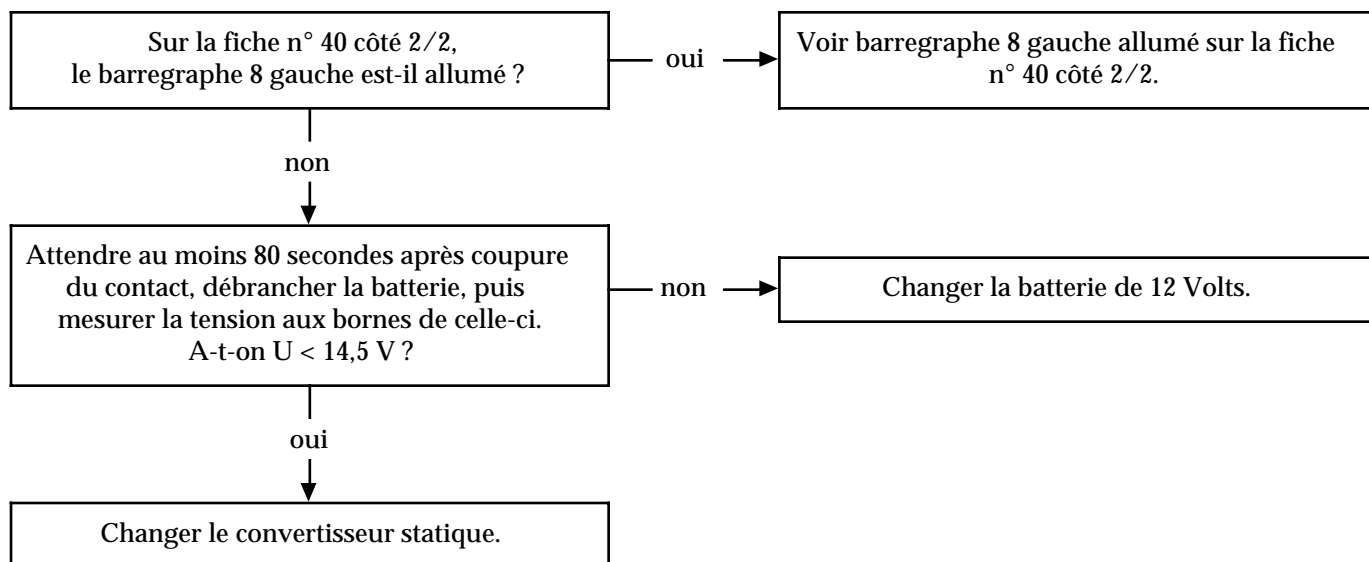 Sur la fiche n° 40 côté 2/2,
le barregraphe 8 gauche est-il allumé ?
oui
Voir barregraphe 8 gauche allumé sur la fiche
n° 40 côté 2/2.
non
Attendre au moins 80 secondes après coupure
du contact, débrancher la batterie, puis
mesurer la tension aux bornes de celle-ci.
A-t-on U < 14,5 V ?
non
Changer la batterie de 12 Volts.
oui
Changer le convertisseur statique.